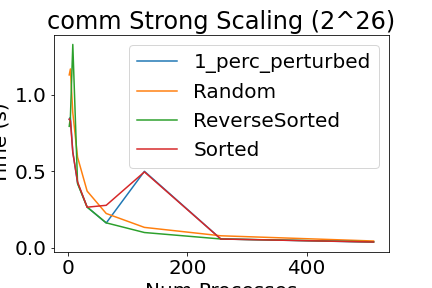 comm Strong Scaling (2^26)
1_perc_perturbed
Random
ReverseSorted
Sorted
Time (s)
1.0
0.5
0.0
0 200 400
Num Processes